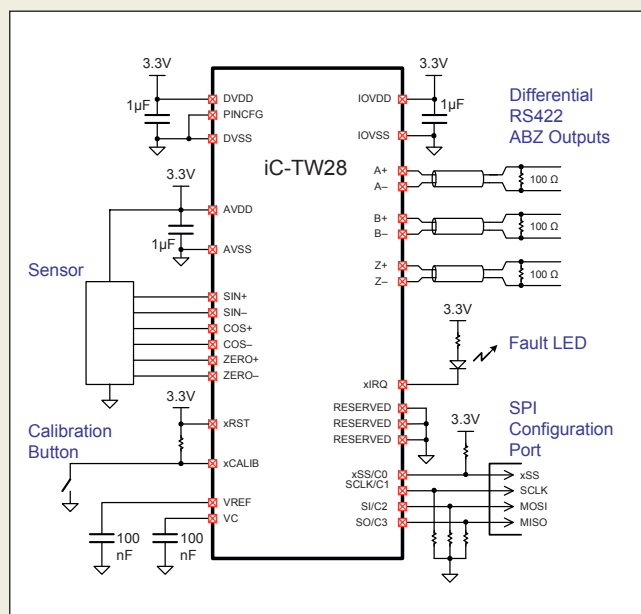 3.3V
1µF
DVDD
PINCFG
DVSS
3.3V
1µF
AVDD
AVSS
Sensor
SIN+
SIN–
COS+
COS–
ZERO+
ZERO–
3.3V
Calibration
Button
xRST
xCALIB
VREF
VC
100
nF
100
nF
iC-TW28
3.3V
IOVDD
1µF
IOVSS
Differential
RS422
ABZ Outputs
A+
A–
100 Ω
B+
B–
100 Ω
Z+
Z–
100 Ω
3.3V
Fault LED
xIRQ
RESERVED
RESERVED
RESERVED
3.3V
SPI
Configuration
Port
xSS/C0
SCLK/C1
SI/C2
SO/C3
xSS
SCLK
MOSI
MISO